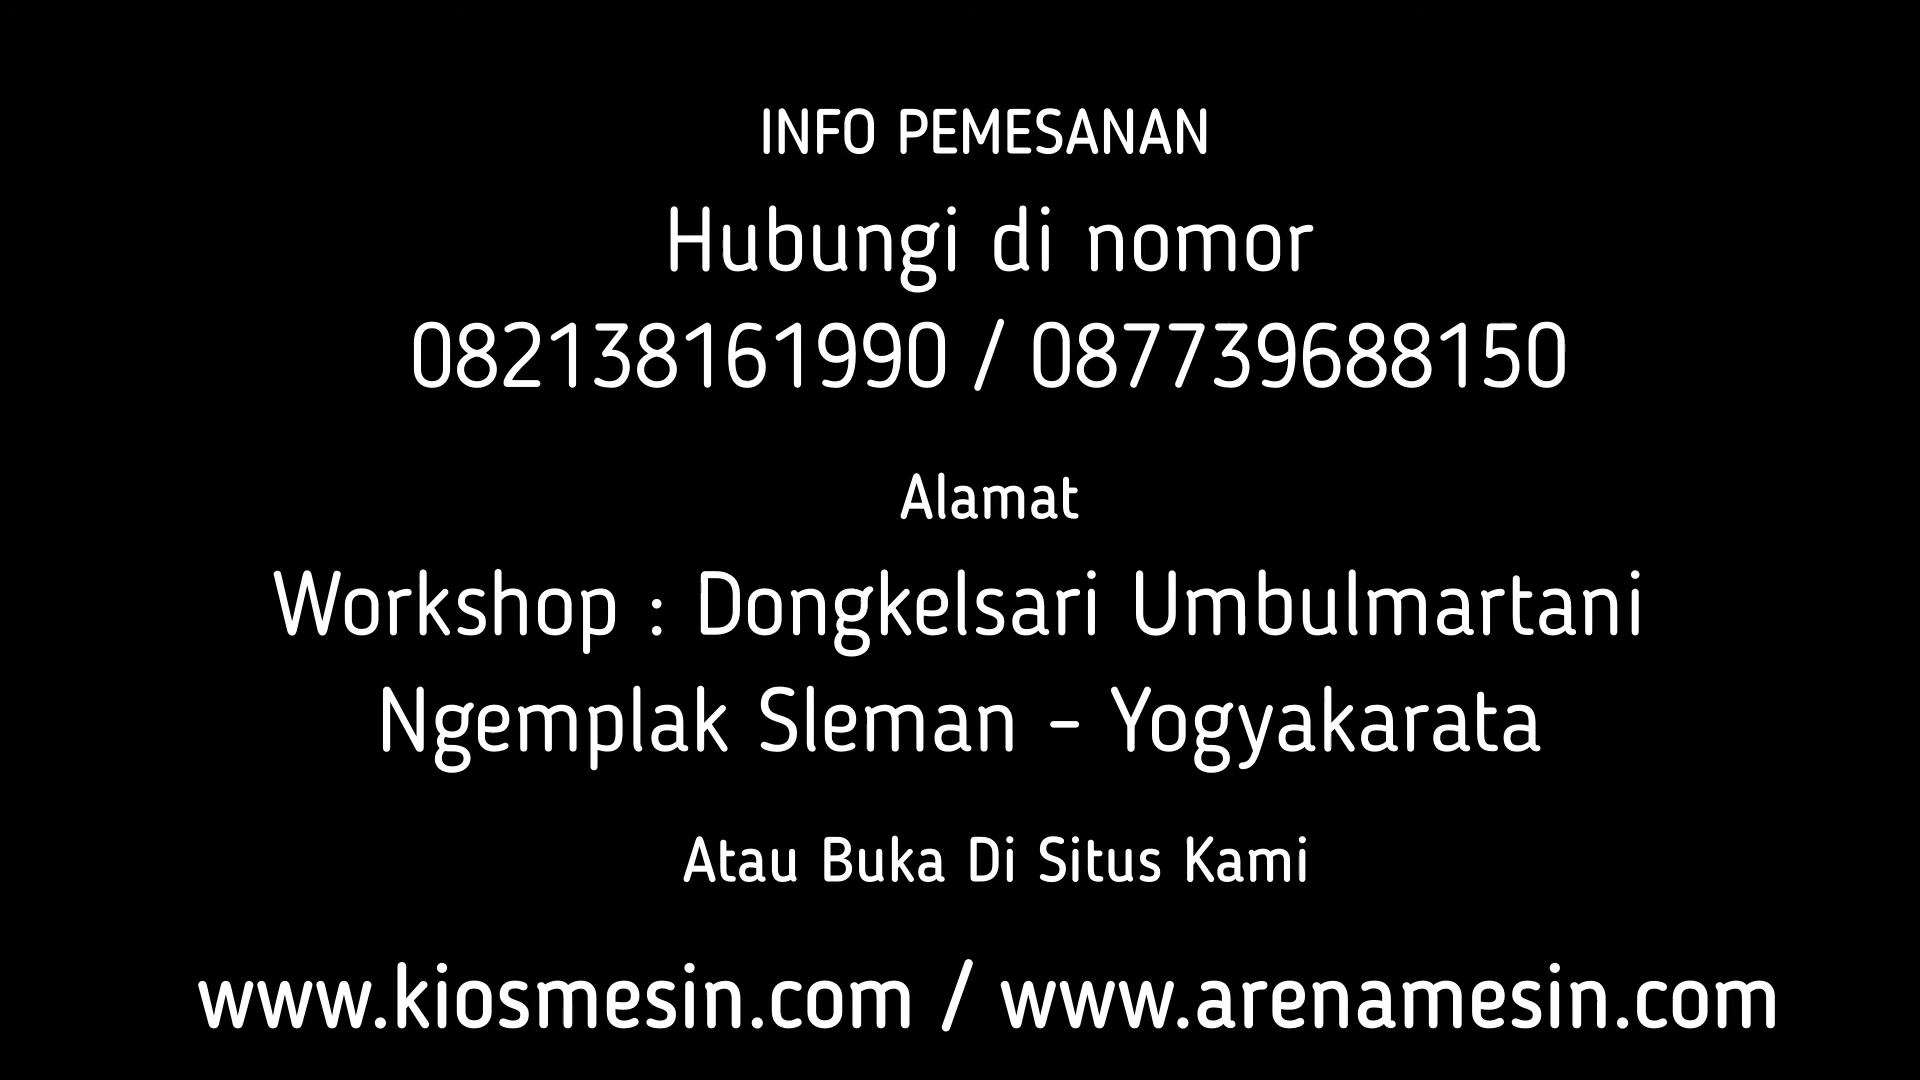 INFO PEMESANAN
Hubungi di nomor
082138161990 / 087739688150
Alamat
Workshop : Dongkelsari Umbulmartani
Ngemplak Sleman - Yogyakarata
Atau Buka Di Situs Kami
www.kiosmesin.com / www.arenamesin.com